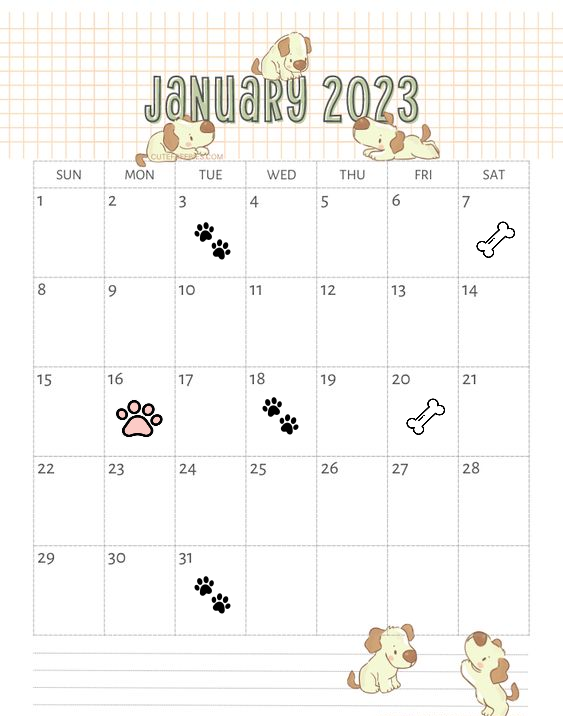 JANUARY 2023
CUTEFREEBIES.COM
SUN MON TUE WED THU FRI SAT
1 2 3 4 5 6 7
8 9 10 11 12 13 14
15 16 17 18 19 20 21
22 23 24 25 26 27 28
29 30 31